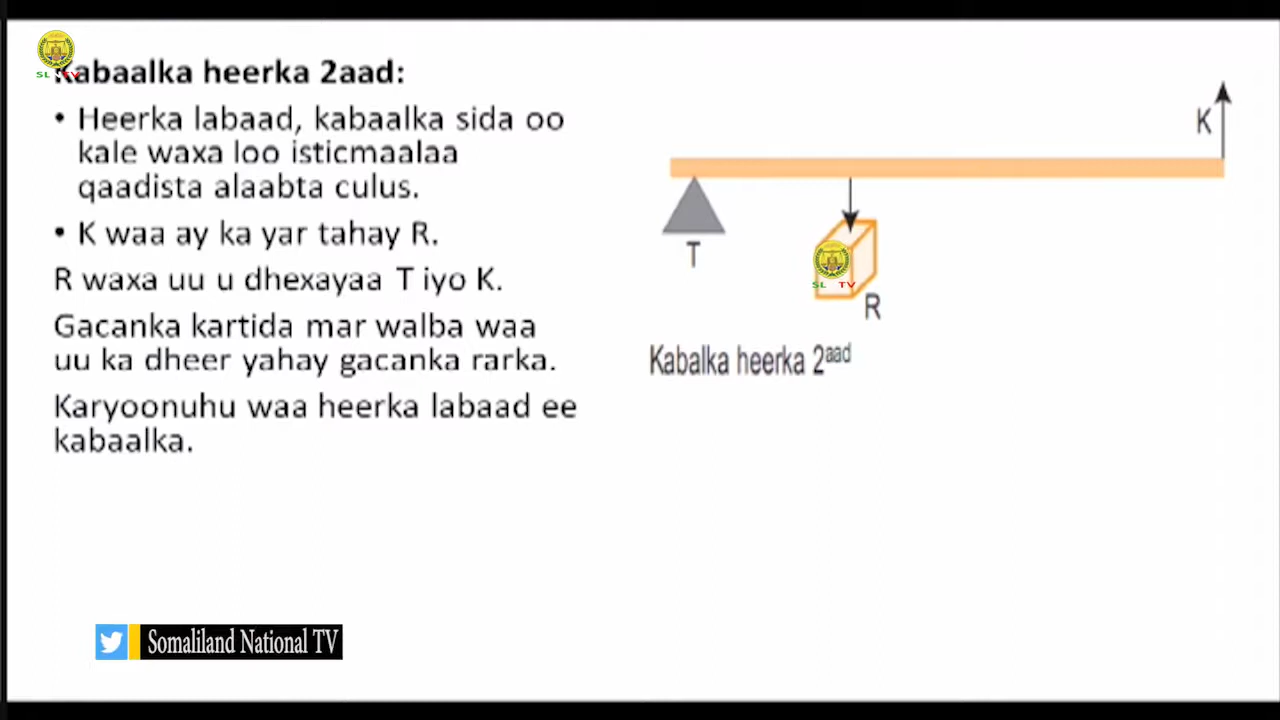 SL TV
Kabaalka heerka 2aad:
• Heerka labaad, kabaalka sida oo
kale waxa loo isticmaalaa
qaadista alaabta culus.
• K waa ay ka yar tahay R.
R waxa uu u dhexayaa T iyo K.
Gacanka kartida mar walba waa
uu ka dheer yahay gacanka rarka.
Karyoonuhu waa heerka labaad ee
kabaalka.
K
T
SL TV
R
Kabalka heerka 2aad
Somaliland National TV